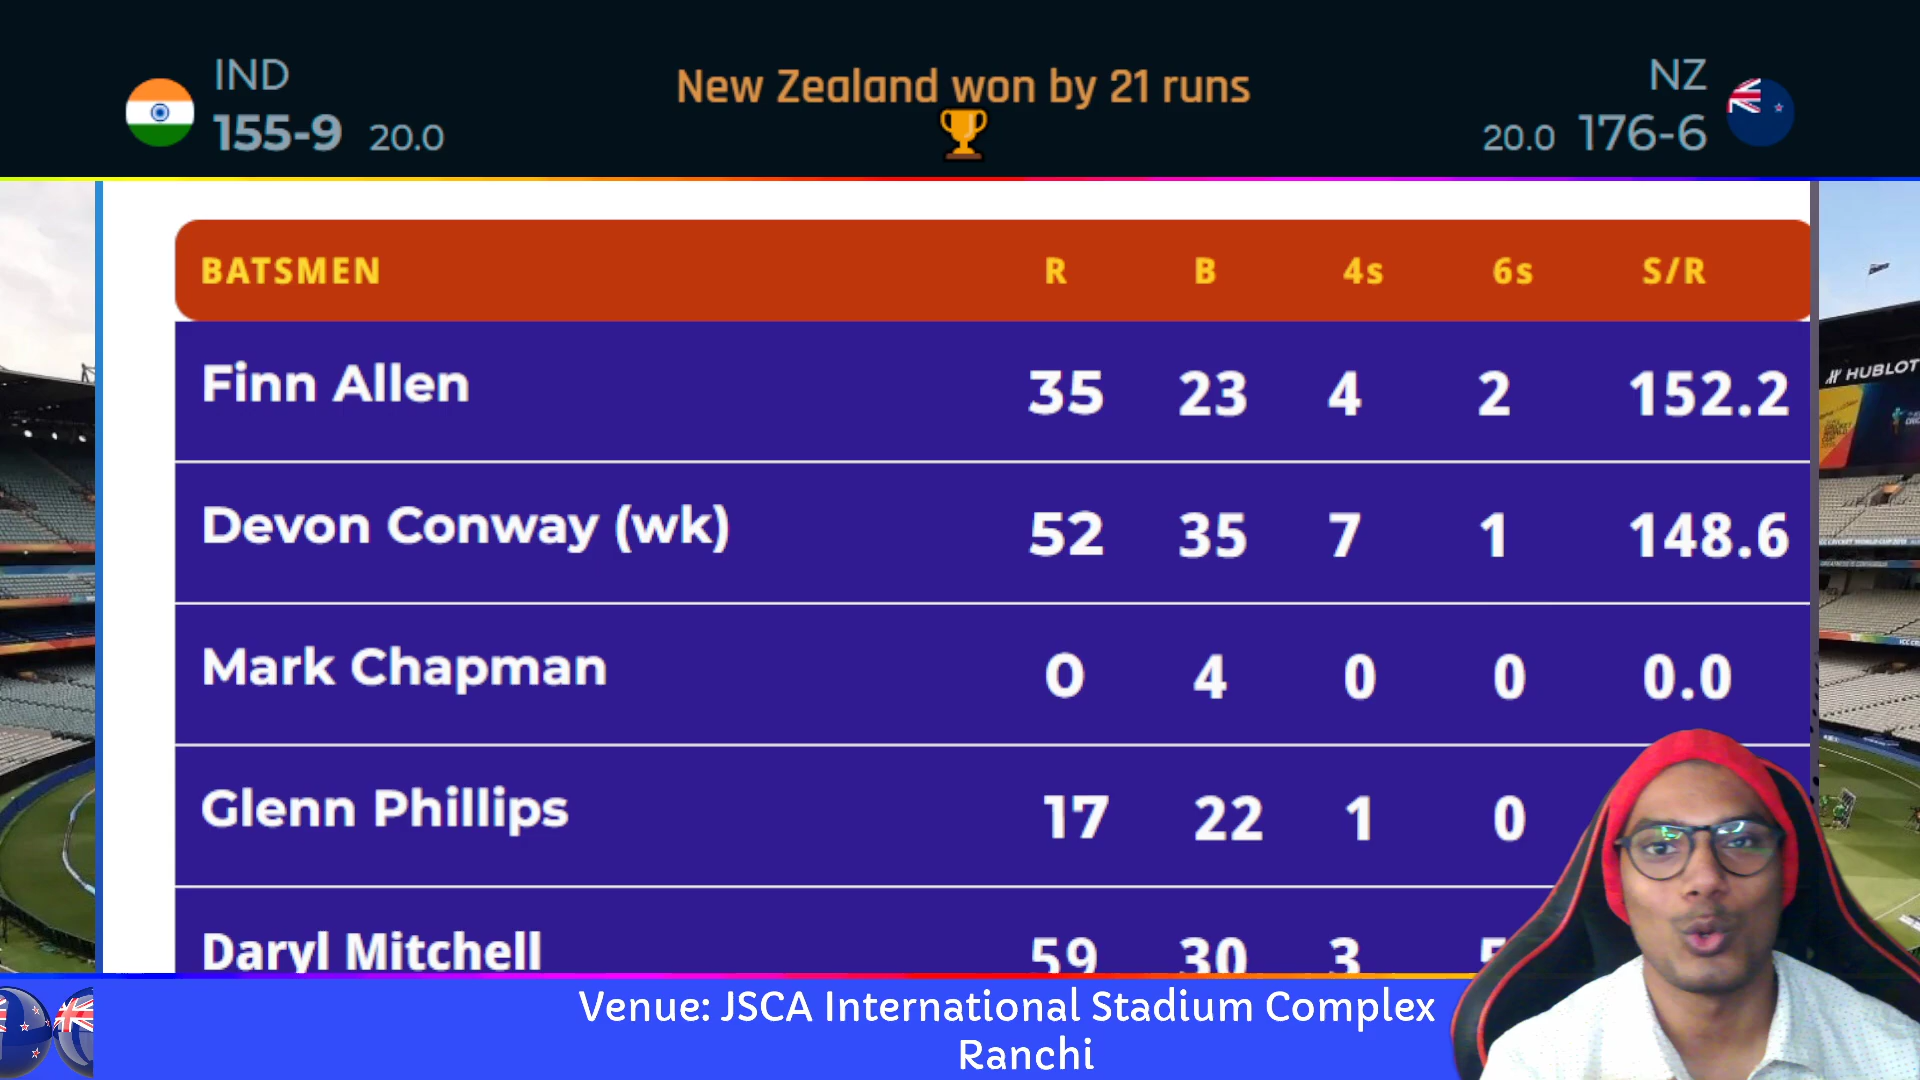 IND
155-9 20.0
New Zealand won by 21 runs
NZ
20.0 176-6
BATSMEN R B 4s 6s S/R
Finn Allen 35 23 4 2 152.2
Devon Conway (wk) 52 35 7 1 148.6
Mark Chapman 0 4 0 0 0.0
Glenn Phillips 17 22 1 0
Daryl Mitchell 59 30 3 5
HUBLOT
Venue: JSCA International Stadium Complex
Ranchi